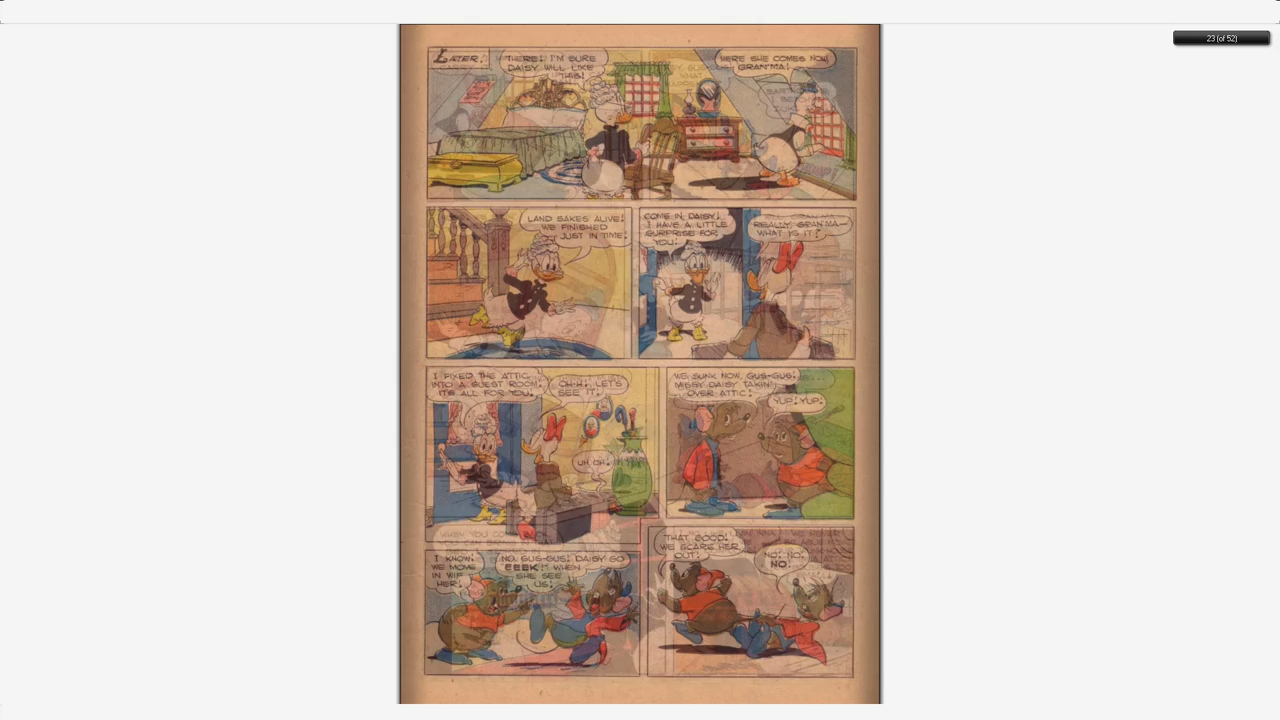 23 (of 52)
LATER!
THERE! I'M SURE
DAISY WILL LIKE
THIS!
HERE SHE COMES NOW,
GRAN'MA!
LAND SAKES ALIVE!
WE FINISHED
JUST IN TIME!
COME IN, DAISY!
I HAVE A LITTLE
SURPRISE FOR
YOU!
REALLY, GRAN'MA—
WHAT IS IT?
I FIXED THE ATTIC
INTO A GUEST ROOM!
IT'S ALL FOR YOU!
OH-H! LET'S
SEE IT!
UH OH!
WE SUNK NOW, GUS-GUS!
MISSY DAISY TAKIN'
OVER ATTIC!
YUP! YUP!
I KNOW!
WE MOVE
IN WIF
HER!
NO, GUS-GUS! DAISY GO
EEEK!! WHEN
SHE SEE
US!
THAT GOOD!
WE SCARE HER
OUT!
NO! NO!
NO!